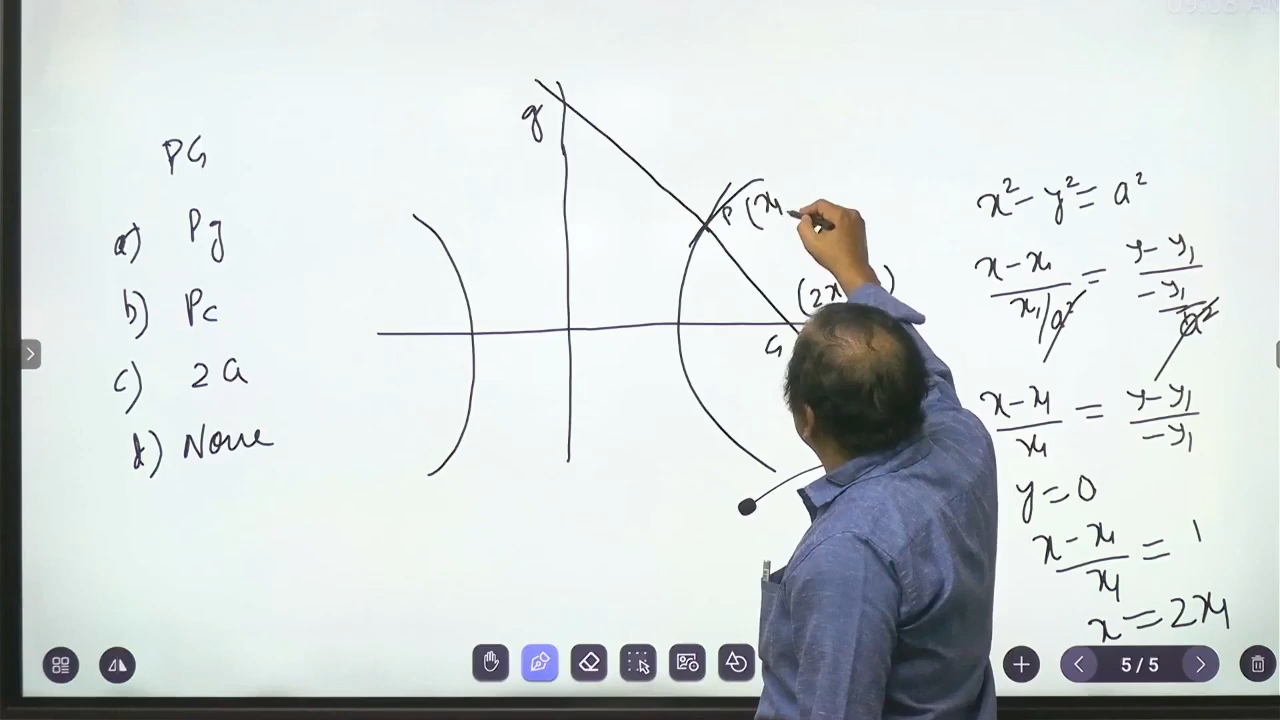 PG
a) Pg
b) PC
c) 2a
d) None
g
P (x₁
(2x )
G
x² - y² = a²
x - x₁ / x₁/a² = y - y₁ / -y₁/a²
x - x₁ / x₁ = y - y₁ / -y₁
y = 0
x - x₁ / x₁ = 1
x = 2x₁
5/5